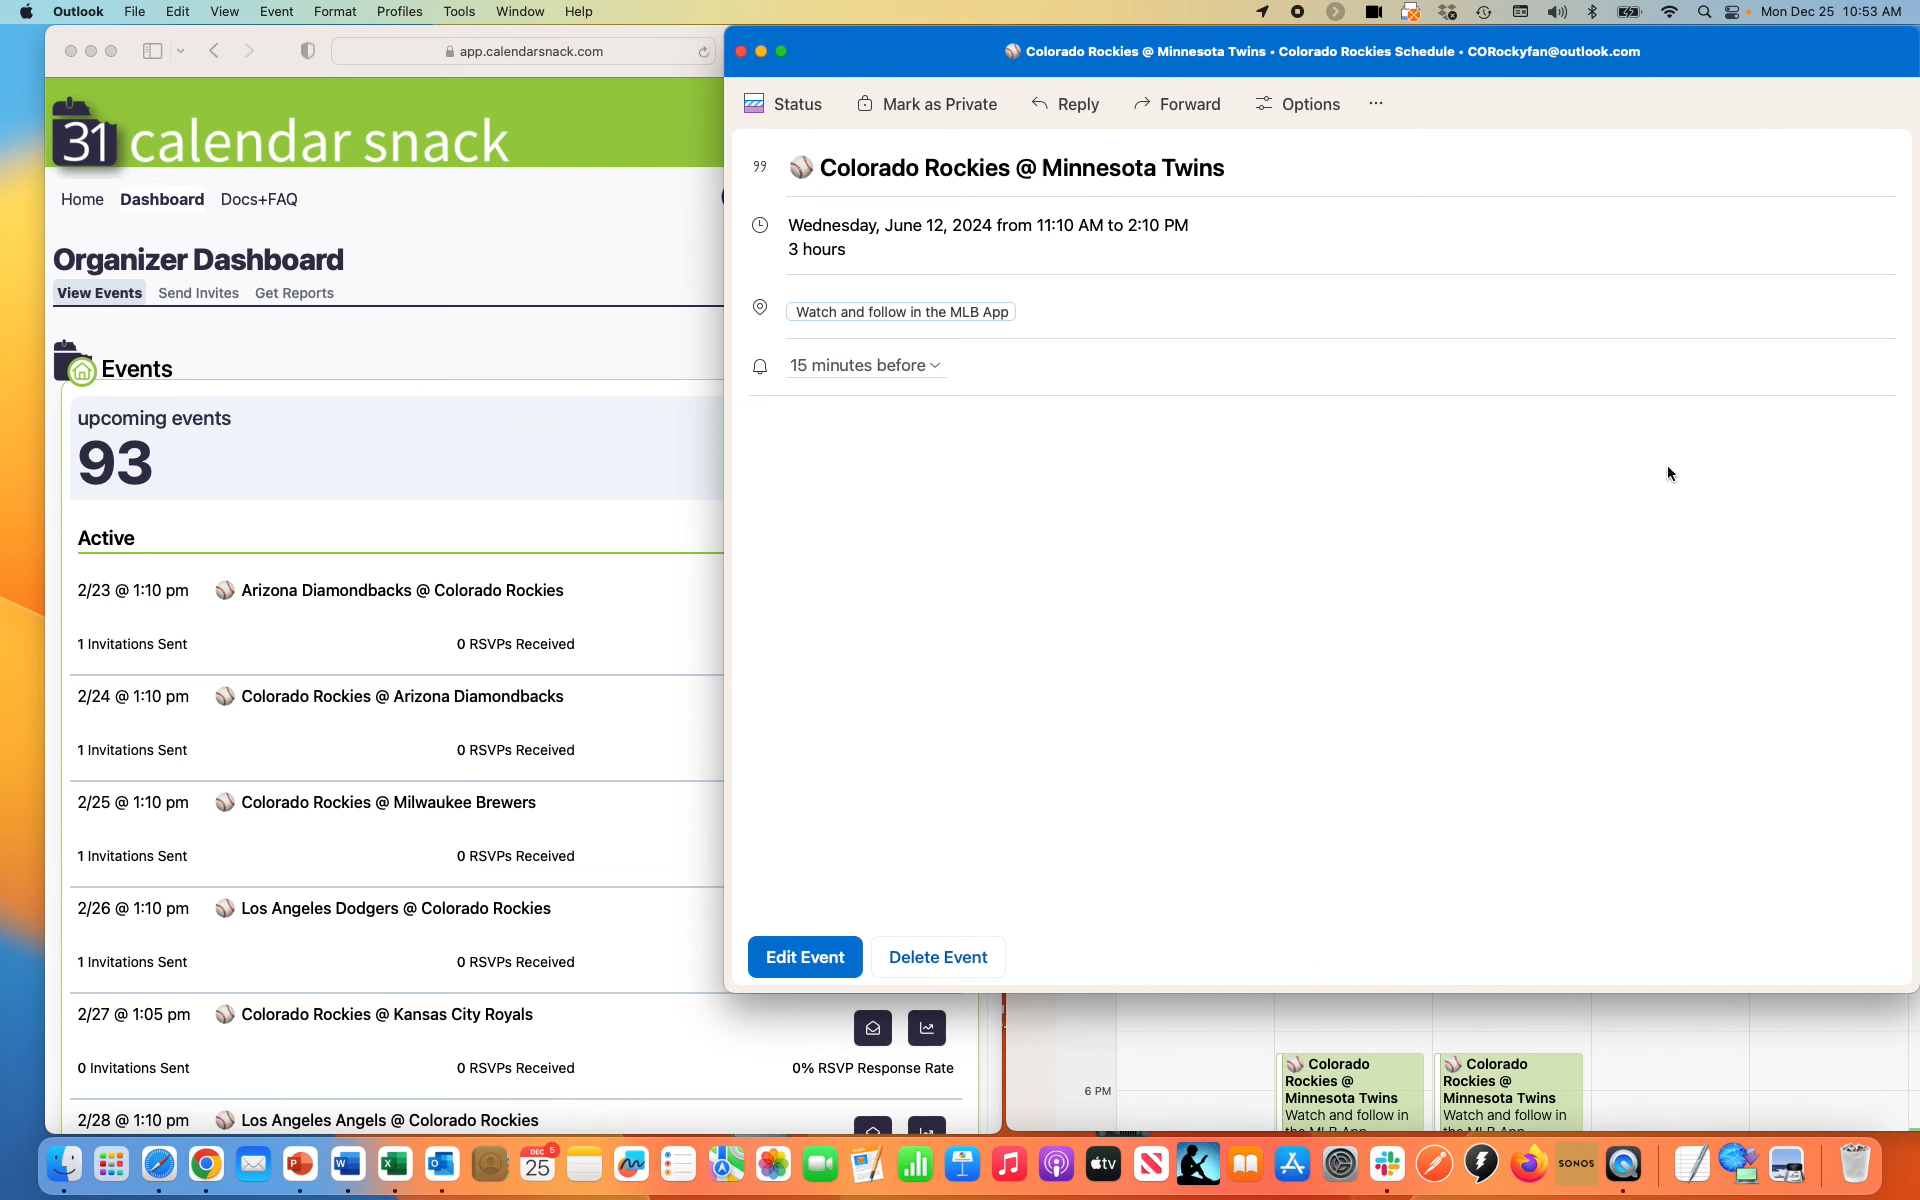 Outlook File Edit View Event Format Profiles Tools Window Help
Mon Dec 25 10:53 AM
app.calendarsnack.com
31 calendar snack
Home Dashboard Docs+FAQ
Organizer Dashboard
View Events Send Invites Get Reports
Events
upcoming events
93
Active
2/23 @ 1:10 pm Arizona Diamondbacks @ Colorado Rockies
1 Invitations Sent 0 RSVPs Received
2/24 @ 1:10 pm Colorado Rockies @ Arizona Diamondbacks
1 Invitations Sent 0 RSVPs Received
2/25 @ 1:10 pm Colorado Rockies @ Milwaukee Brewers
1 Invitations Sent 0 RSVPs Received
2/26 @ 1:10 pm Los Angeles Dodgers @ Colorado Rockies
1 Invitations Sent 0 RSVPs Received
2/27 @ 1:05 pm Colorado Rockies @ Kansas City Royals
0 Invitations Sent 0 RSVPs Received 0% RSVP Response Rate
2/28 @ 1:10 pm Los Angeles Angels @ Colorado Rockies
Colorado Rockies @ Minnesota Twins • Colorado Rockies Schedule • CORockyfan@outlook.com
Status Mark as Private Reply Forward Options ...
Colorado Rockies @ Minnesota Twins
Wednesday, June 12, 2024 from 11:10 AM to 2:10 PM
3 hours
Watch and follow in the MLB App
15 minutes before
Edit Event Delete Event
6 PM
Colorado
Rockies @
Minnesota Twins
Watch and follow in
the MLB App
Colorado
Rockies @
Minnesota Twins
Watch and follow in
the MLB App
DEC 5
25
tv
SONOS